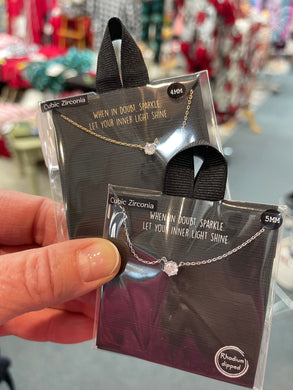 Cubic Zirconia
4MM
WHEN IN DOUBT, SPARKLE
LET YOUR INNER LIGHT SHINE
Cubic Zirconia
5MM
WHEN IN DOUBT, SPARKLE
LET YOUR INNER LIGHT SHINE
Rhodium
dipped